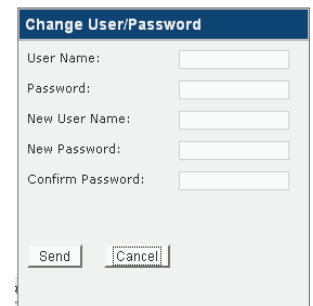 Change User/Password
User Name:
Password:
New User Name:
New Password:
Confirm Password:
Send Cancel